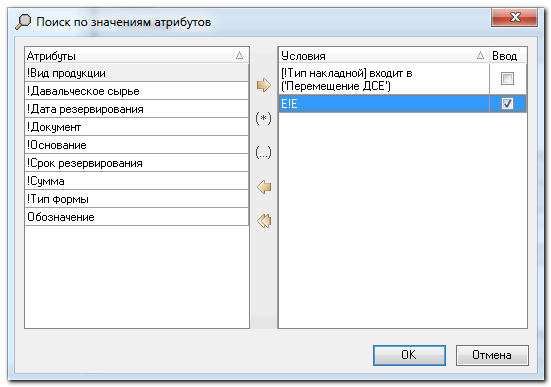 Поиск по значениям атрибутов
Атрибуты
!Вид продукции
!Давальческое сырье
!Дата резервирования
!Документ
!Основание
!Срок резервирования
!Сумма
!Тип формы
Обозначение
(*)
(...)
Условия Ввод
[!Тип накладной] входит в
('Перемещение ДСЕ')
Е!Е
OK Отмена